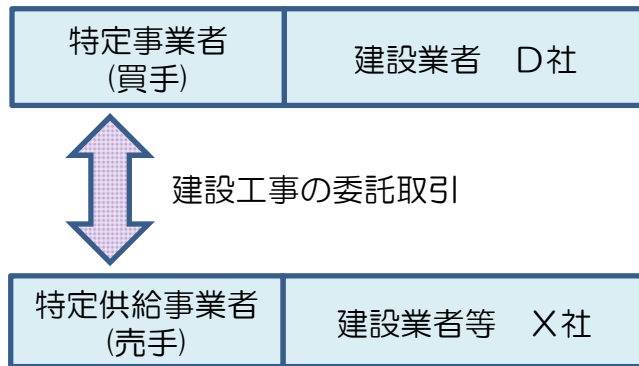 特定事業者
(買手)
建設業者　D社
建設工事の委託取引
特定供給事業者
(売手)
建設業者等　X社